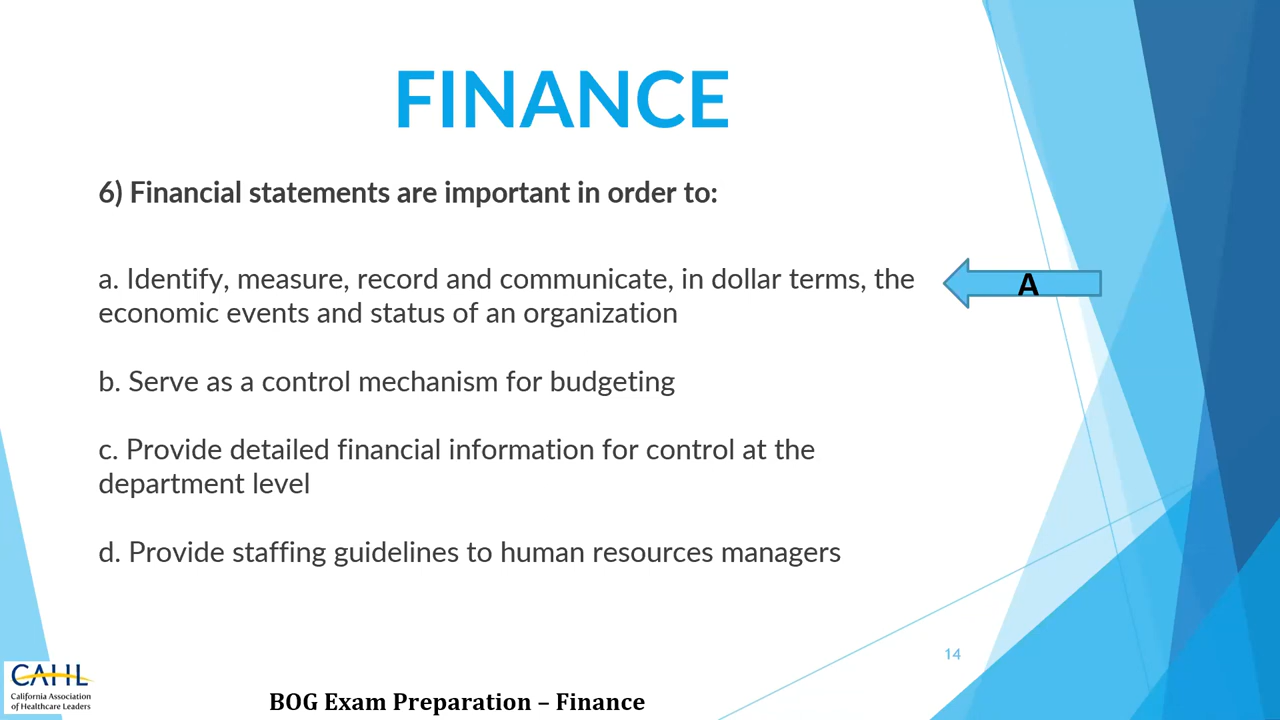 FINANCE
6) Financial statements are important in order to:
a. Identify, measure, record and communicate, in dollar terms, the
economic events and status of an organization
A
b. Serve as a control mechanism for budgeting
c. Provide detailed financial information for control at the
department level
d. Provide staffing guidelines to human resources managers
14
CAHL
California Association
of Healthcare Leaders
BOG Exam Preparation – Finance